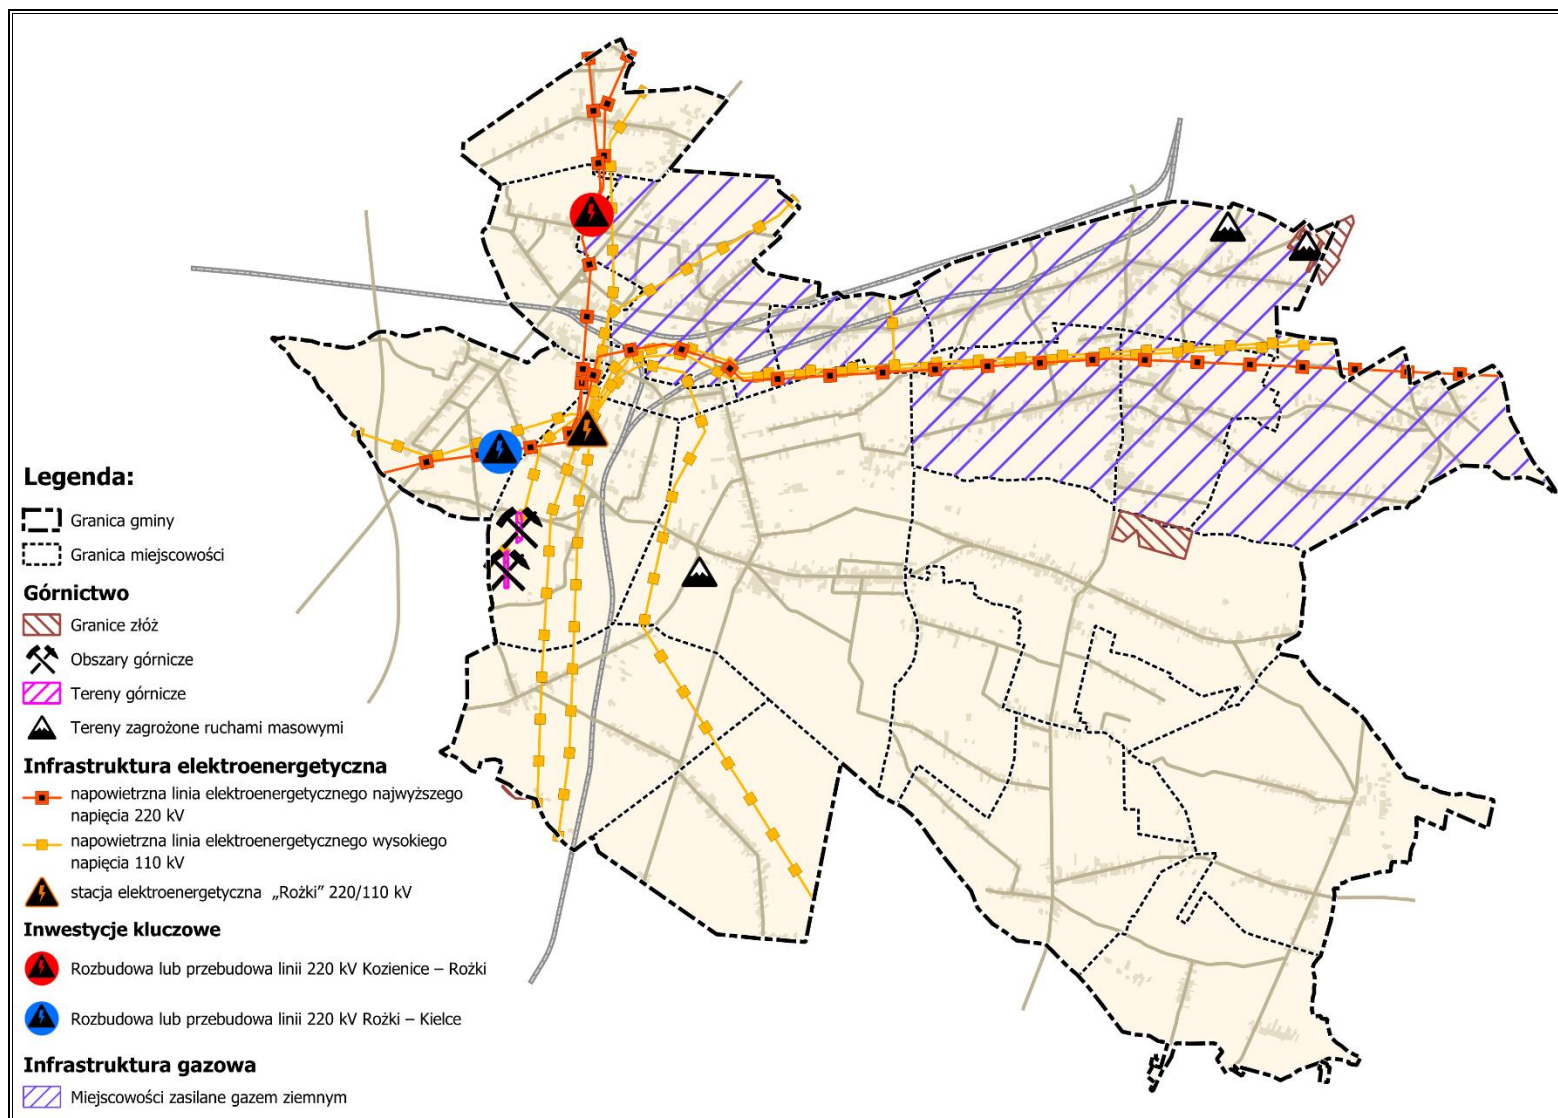 Legenda:
Granica gminy
Granica miejscowości
Górnictwo
Granice złóż
Obszary górnicze
Tereny górnicze
Tereny zagrożone ruchami masowymi
Infrastruktura elektroenergetyczna
napowietrzna linia elektroenergetycznego najwyższego
napięcia 220 kV
napowietrzna linia elektroenergetycznego wysokiego
napięcia 110 kV
stacja elektroenergetyczna „Rożki” 220/110 kV
Inwestycje kluczowe
Rozbudowa lub przebudowa linii 220 kV Kozienice – Rożki
Rozbudowa lub przebudowa linii 220 kV Rożki – Kielce
Infrastruktura gazowa
Miejscowości zasilane gazem ziemnym